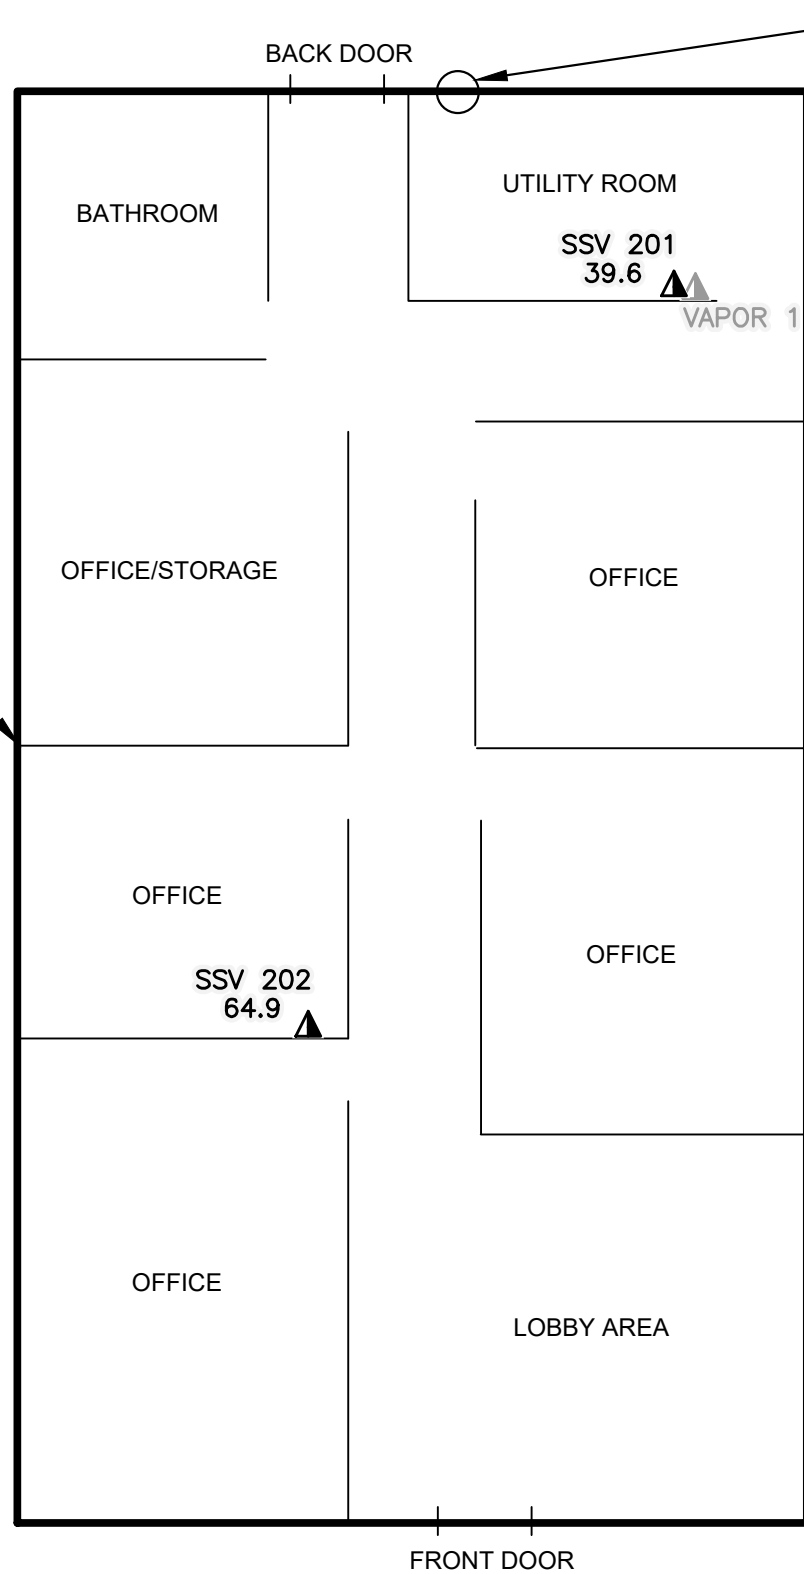 BACK DOOR
BATHROOM
UTILITY ROOM
SSV 201
39.6
VAPOR 1
OFFICE/STORAGE
OFFICE
OFFICE
OFFICE
SSV 202
64.9
OFFICE
LOBBY AREA
FRONT DOOR